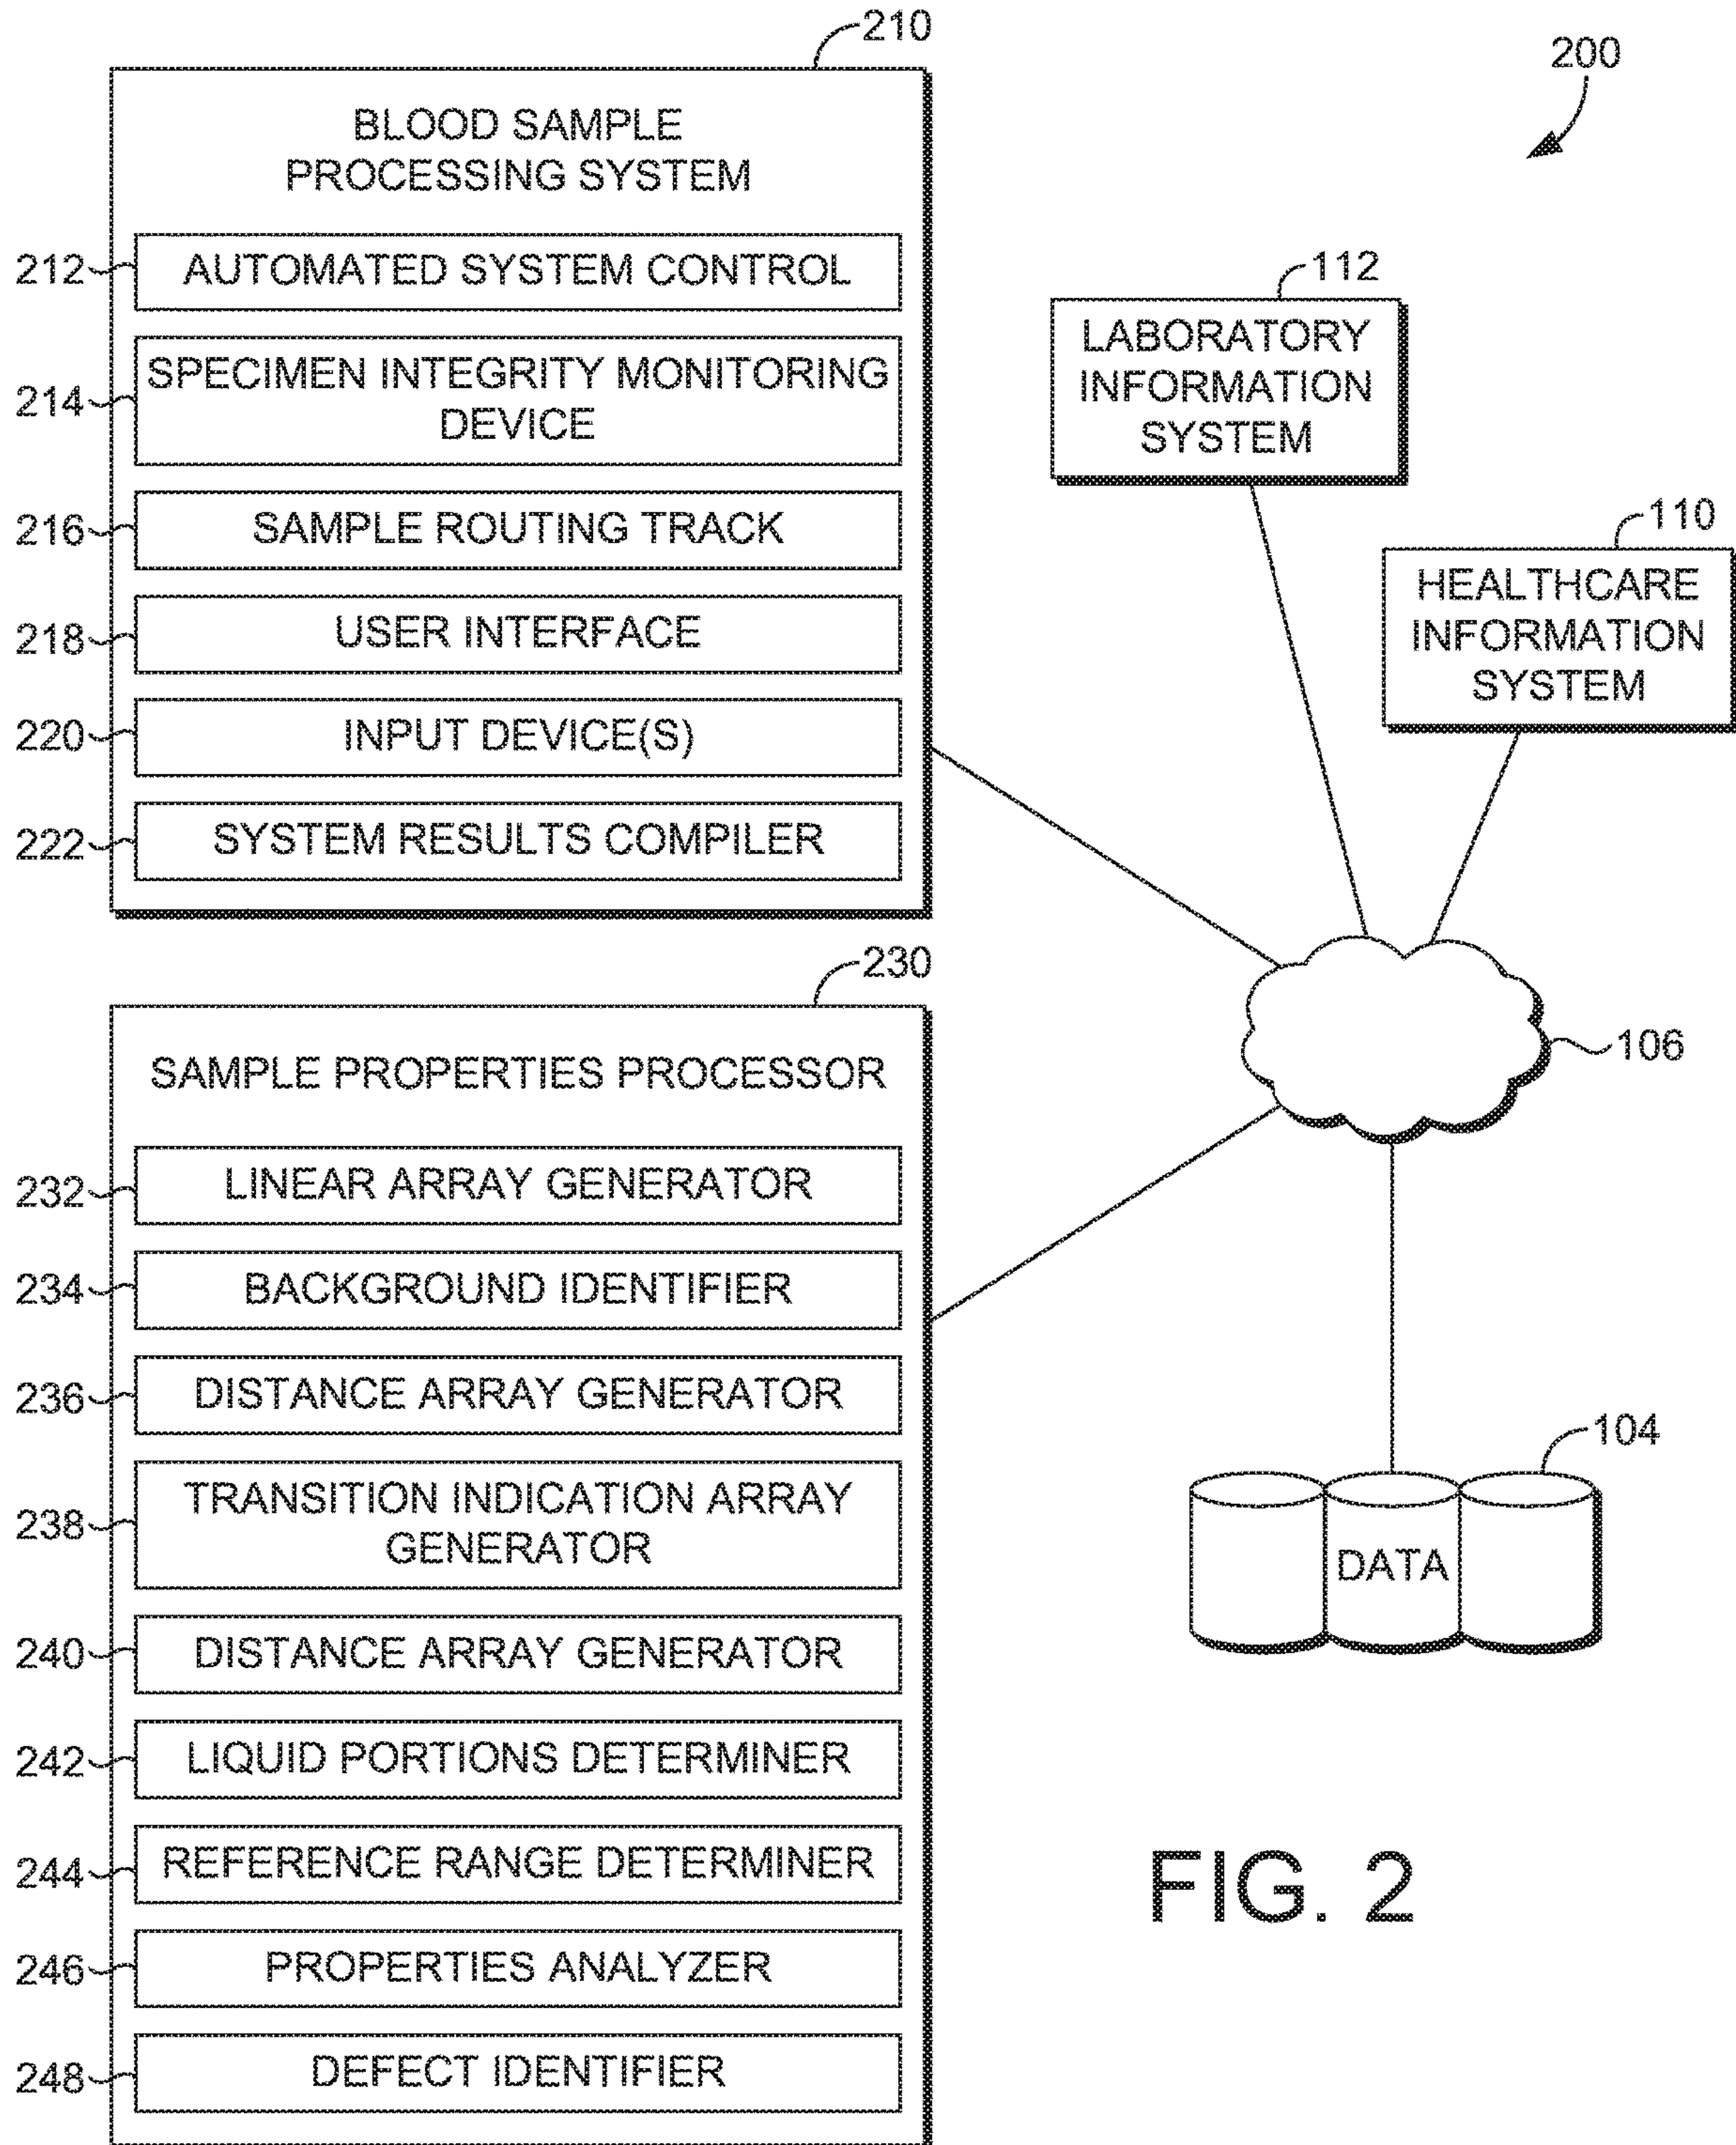 210
BLOOD SAMPLE
PROCESSING SYSTEM
212
AUTOMATED SYSTEM CONTROL
214
SPECIMEN INTEGRITY MONITORING
DEVICE
216
SAMPLE ROUTING TRACK
218
USER INTERFACE
220
INPUT DEVICE(S)
222
SYSTEM RESULTS COMPILER
230
SAMPLE PROPERTIES PROCESSOR
232
LINEAR ARRAY GENERATOR
234
BACKGROUND IDENTIFIER
236
DISTANCE ARRAY GENERATOR
238
TRANSITION INDICATION ARRAY
GENERATOR
240
DISTANCE ARRAY GENERATOR
242
LIQUID PORTIONS DETERMINER
244
REFERENCE RANGE DETERMINER
246
PROPERTIES ANALYZER
248
DEFECT IDENTIFIER
200
112
LABORATORY
INFORMATION
SYSTEM
110
HEALTHCARE
INFORMATION
SYSTEM
106
104
DATA
FIG. 2